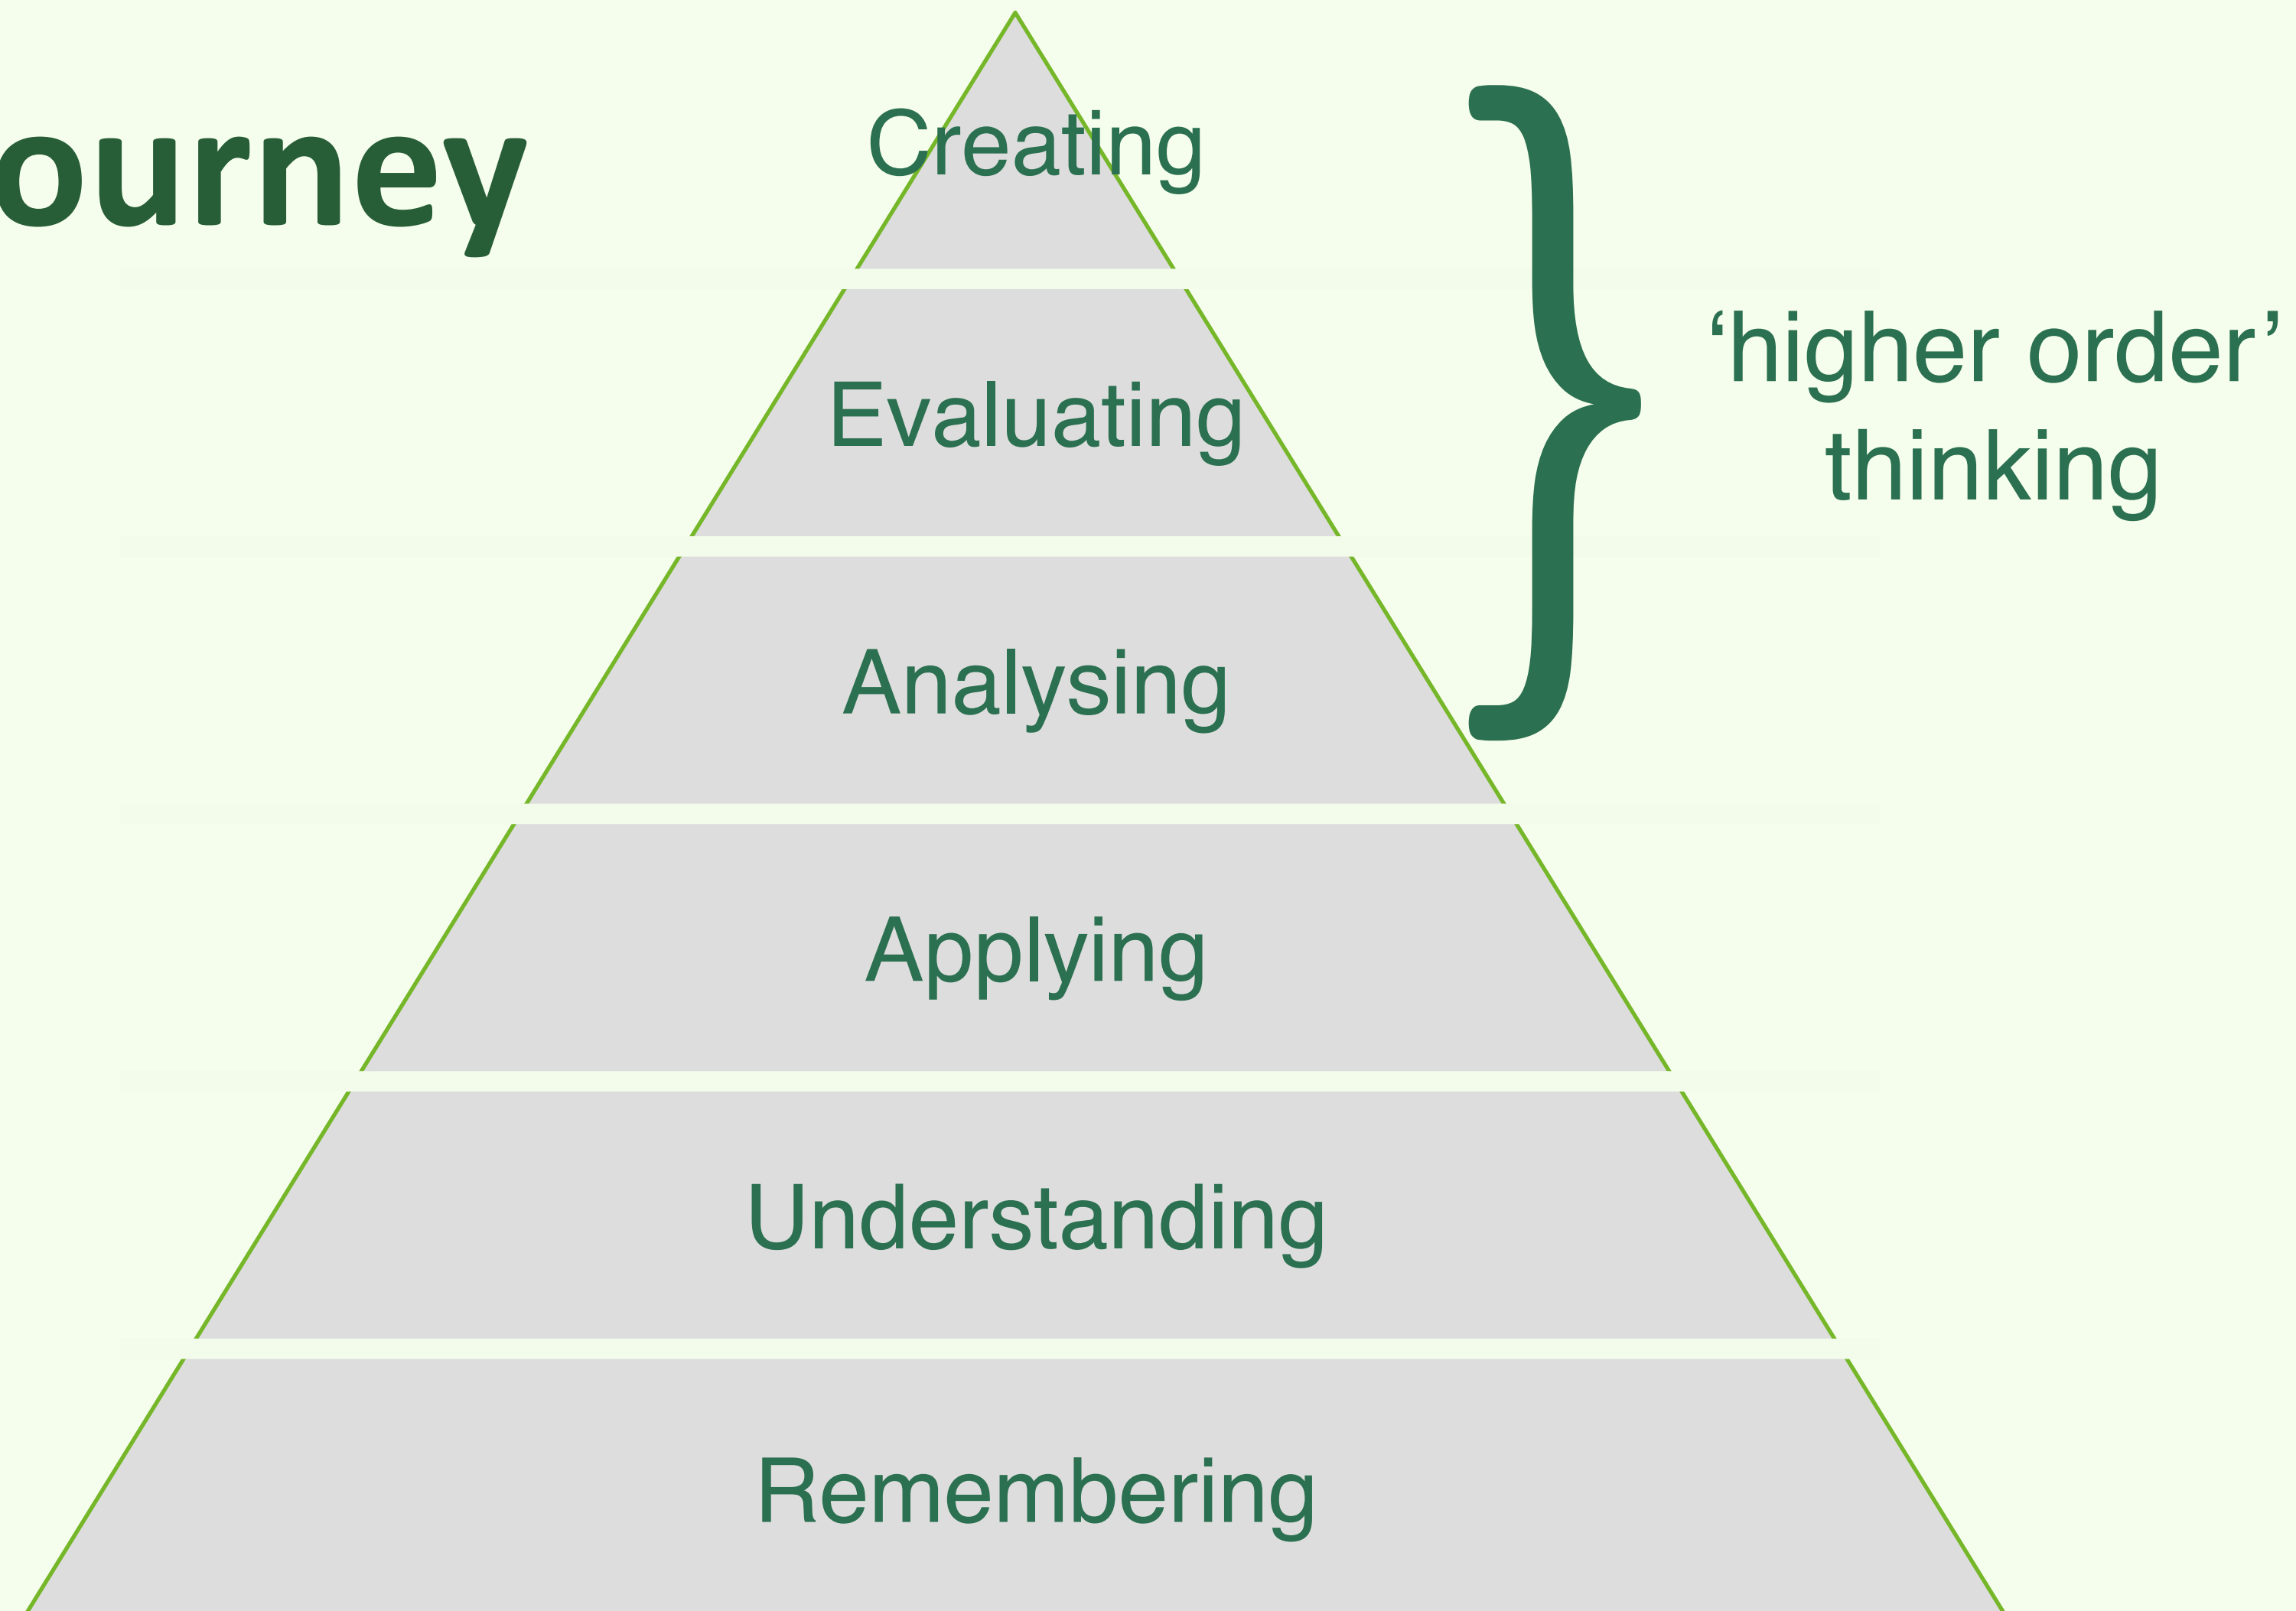 ourney
Creating
‘higher order’
thinking
Evaluating
Analysing
Applying
Understanding
Remembering